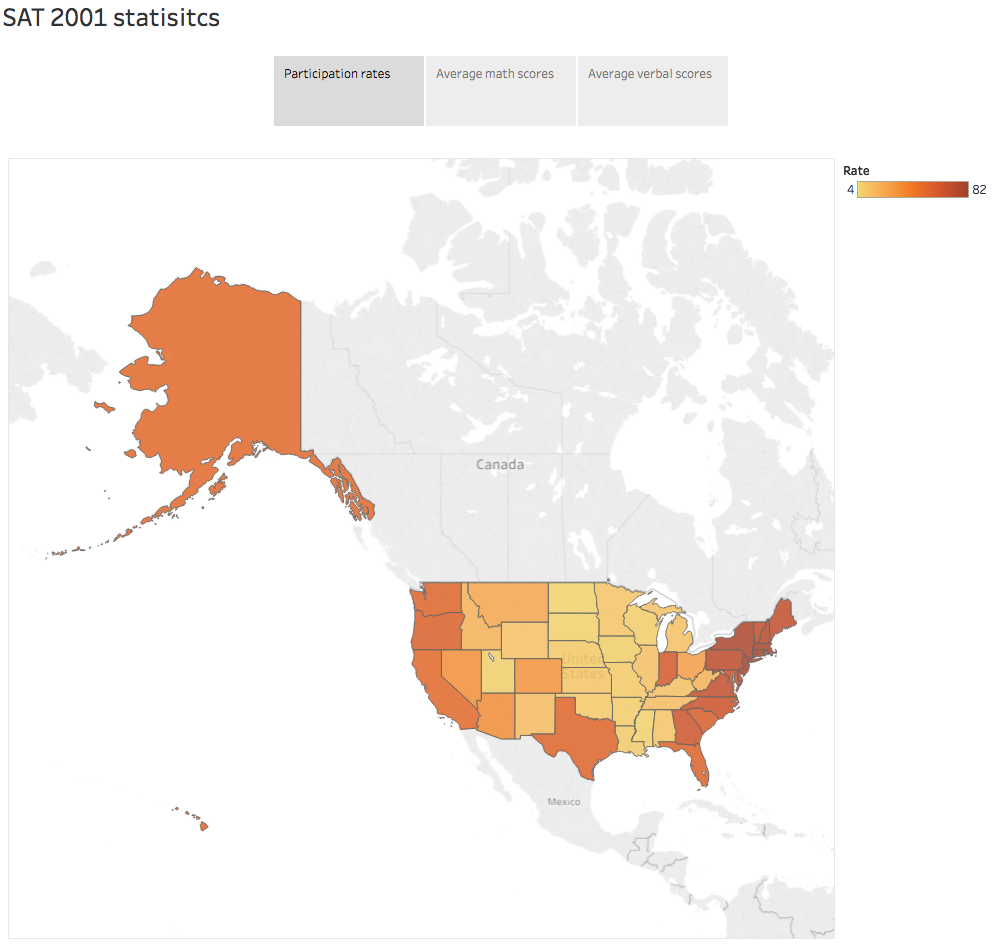 SAT 2001 statisitcs
Participation rates
Average math scores
Average verbal scores
Rate
4 82
Canada
United
States
Mexico